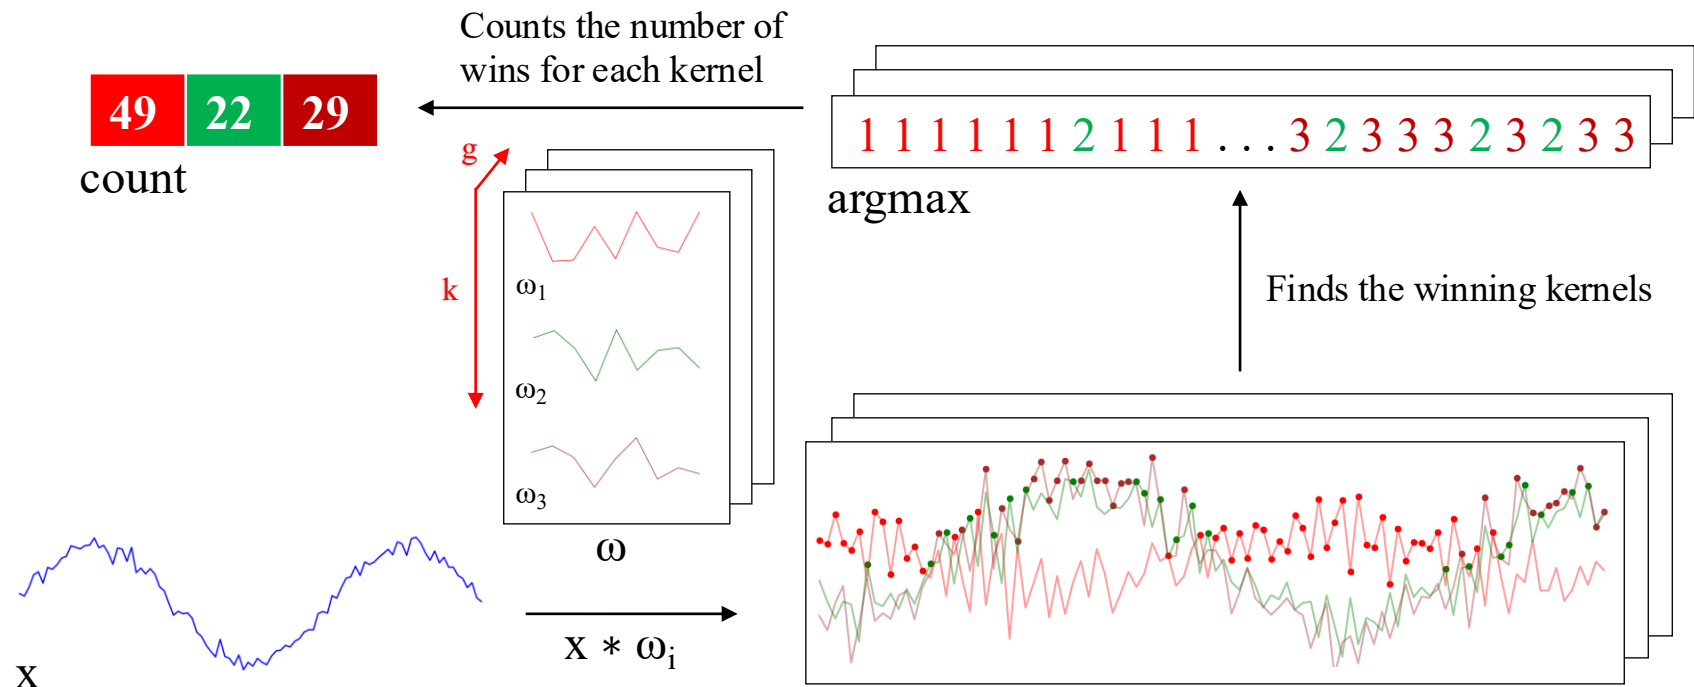 Counts the number of
wins for each kernel
49 22 29
count
g
k
ω1
ω2
ω3
ω
1 1 1 1 1 1 2 1 1 1 . . . 3 2 3 3 3 2 3 2 3 3
argmax
Finds the winning kernels
x
x * ωi